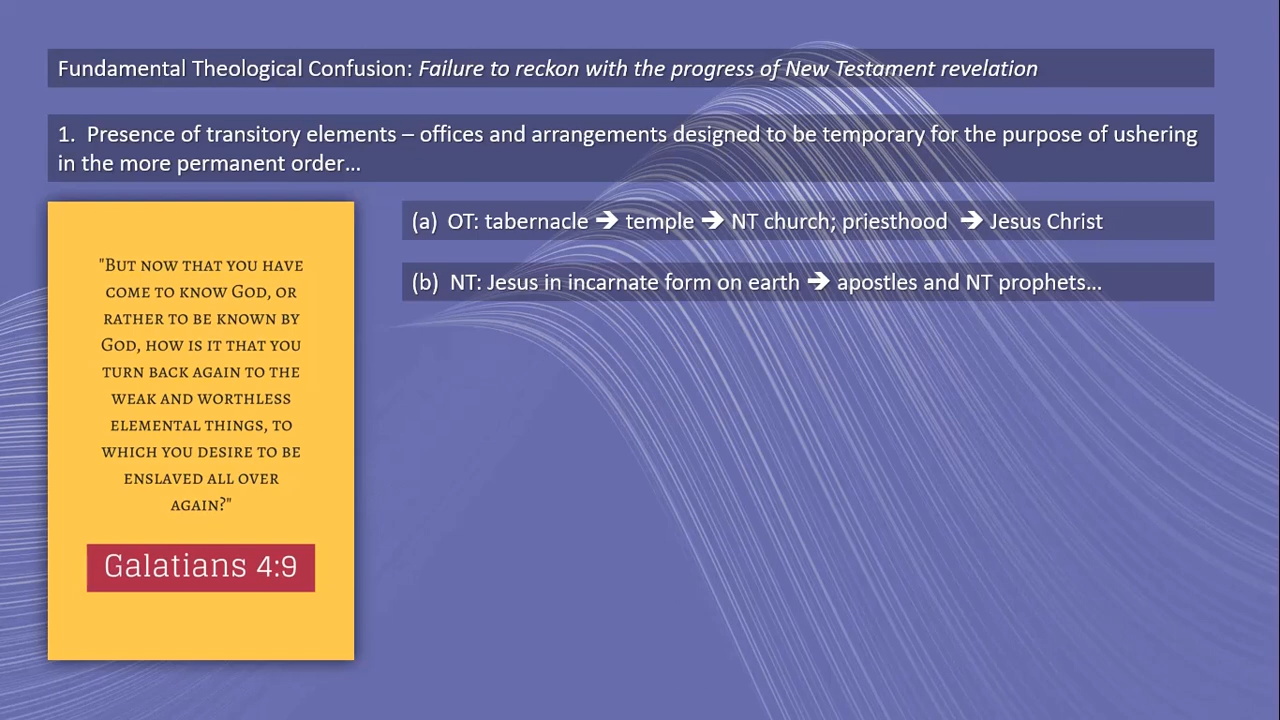 Fundamental Theological Confusion: Failure to reckon with the progress of New Testament revelation
1. Presence of transitory elements – offices and arrangements designed to be temporary for the purpose of ushering
in the more permanent order...
"But now that you have
come to know God, or
rather to be known by
God, how is it that you
turn back again to the
weak and worthless
elemental things, to
which you desire to be
enslaved all over
again?"
Galatians 4:9
(a) OT: tabernacle ➔ temple ➔ NT church; priesthood ➔ Jesus Christ
(b) NT: Jesus in incarnate form on earth ➔ apostles and NT prophets...